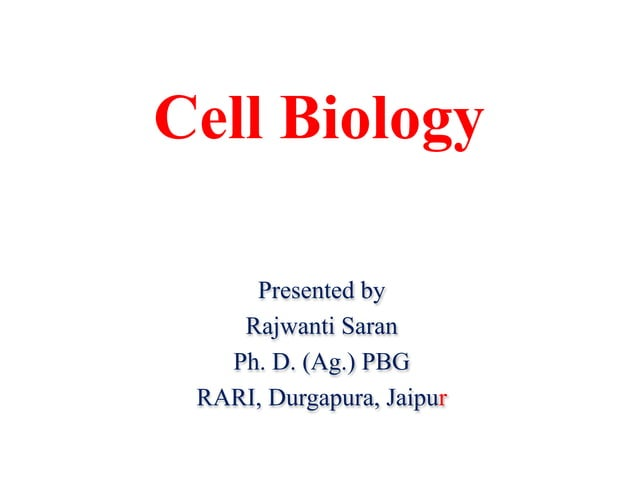 Cell Biology
Presented by
Rajwanti Saran
Ph. D. (Ag.) PBG
RARI, Durgapura, Jaipur